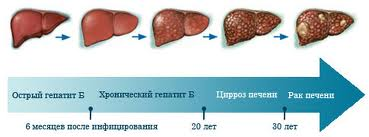 Острый гепатит Б
Хронический гепатит Б
Цирроз печени
Рак печени
6 месяцев после инфицирования
20 лет
30 лет